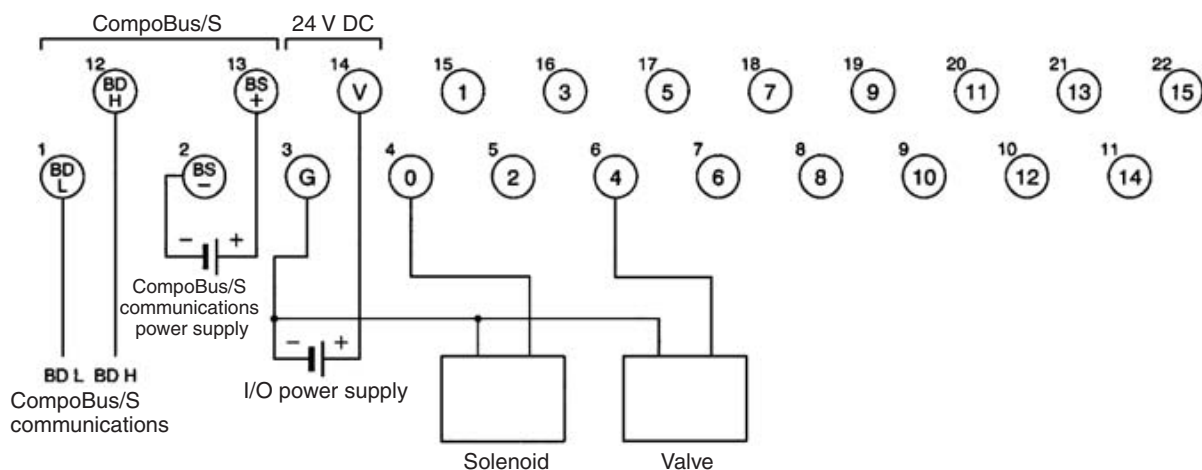 CompoBus/S 24 V DC
12 13 14 15 16 17 18 19 20 21 22
BD H BS + V 1 3 5 7 9 11 13 15
1 2 3 4 5 6 7 8 9 10 11
BD L BS − G 0 2 4 6 8 10 12 14
− +
CompoBus/S
communications
power supply
− +
I/O power supply
BD L BD H
CompoBus/S
communications
Solenoid Valve